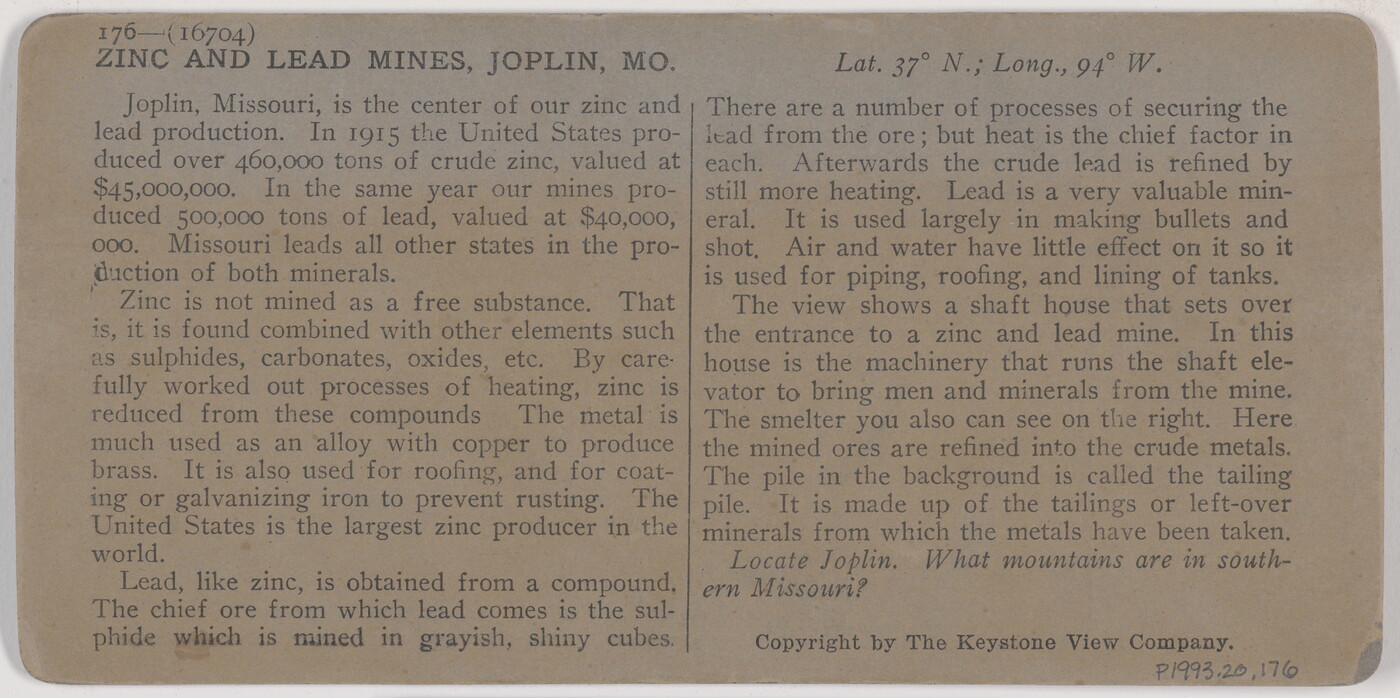 176—(16704)
ZINC AND LEAD MINES, JOPLIN, MO.
Lat. 37° N.; Long., 94° W.
Joplin, Missouri, is the center of our zinc and
lead production. In 1915 the United States pro-
duced over 460,000 tons of crude zinc, valued at
$45,000,000. In the same year our mines pro-
duced 500,000 tons of lead, valued at $40,000,
000. Missouri leads all other states in the pro-
duction of both minerals.
Zinc is not mined as a free substance. That
is, it is found combined with other elements such
as sulphides, carbonates, oxides, etc. By care-
fully worked out processes of heating, zinc is
reduced from these compounds The metal is
much used as an alloy with copper to produce
brass. It is also used for roofing, and for coat-
ing or galvanizing iron to prevent rusting. The
United States is the largest zinc producer in the
world.
Lead, like zinc, is obtained from a compound.
The chief ore from which lead comes is the sul-
phide which is mined in grayish, shiny cubes.
There are a number of processes of securing the
lead from the ore; but heat is the chief factor in
each. Afterwards the crude lead is refined by
still more heating. Lead is a very valuable min-
eral. It is used largely in making bullets and
shot. Air and water have little effect on it so it
is used for piping, roofing, and lining of tanks.
The view shows a shaft house that sets over
the entrance to a zinc and lead mine. In this
house is the machinery that runs the shaft ele-
vator to bring men and minerals from the mine.
The smelter you also can see on the right. Here
the mined ores are refined into the crude metals.
The pile in the background is called the tailing
pile. It is made up of the tailings or left-over
minerals from which the metals have been taken.
Locate Joplin. What mountains are in south-
ern Missouri?
Copyright by The Keystone View Company.
P1993.20.176